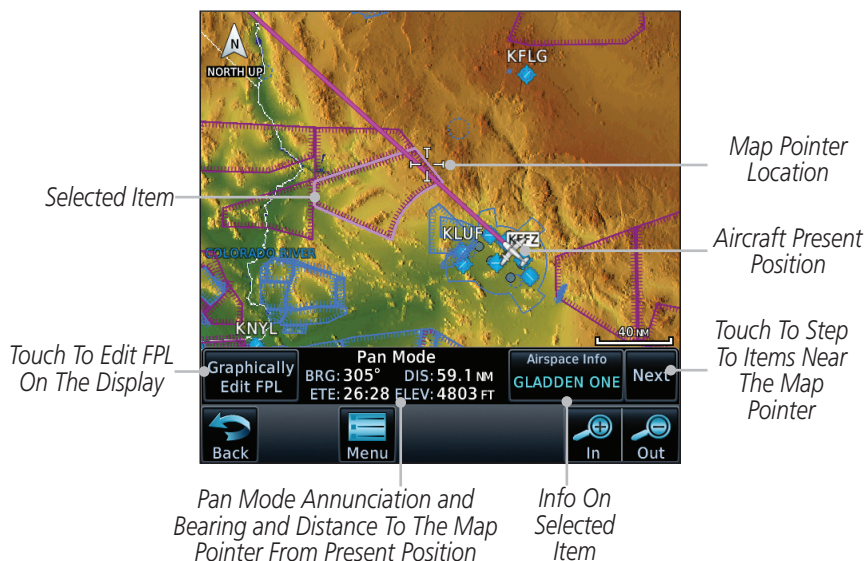 N
NORTH UP
KFLG
Map Pointer
Location
Selected Item
KLUF
KFFZ
Aircraft Present
Position
COLORADO RIVER
KNYL
40 NM
Touch To Edit FPL
On The Display
Graphically
Edit FPL
Pan Mode
BRG: 305° DIS: 59.1 NM
ETE: 26:28 ELEV: 4803 FT
Airspace Info
GLADDEN ONE
Next
Touch To Step
To Items Near
The Map
Pointer
Back
Menu
In
Out
Pan Mode Annunciation and
Bearing and Distance To The Map
Pointer From Present Position
Info On
Selected
Item